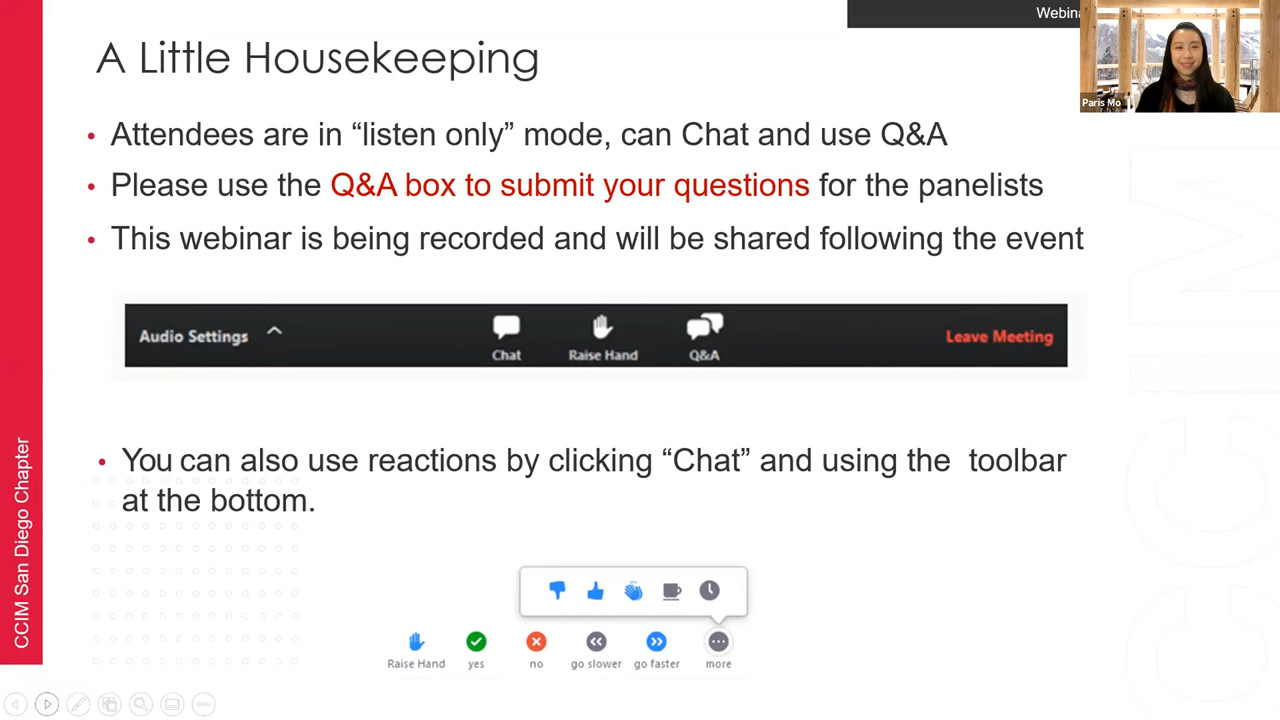 Webina
Paris Mo
A Little Housekeeping
• Attendees are in “listen only” mode, can Chat and use Q&A
• Please use the Q&A box to submit your questions for the panelists
• This webinar is being recorded and will be shared following the event
Audio Settings
Chat
Raise Hand
Q&A
Leave Meeting
• You can also use reactions by clicking “Chat” and using the toolbar
at the bottom.
Raise Hand
yes
no
go slower
go faster
more
CCIM San Diego Chapter
CCIM